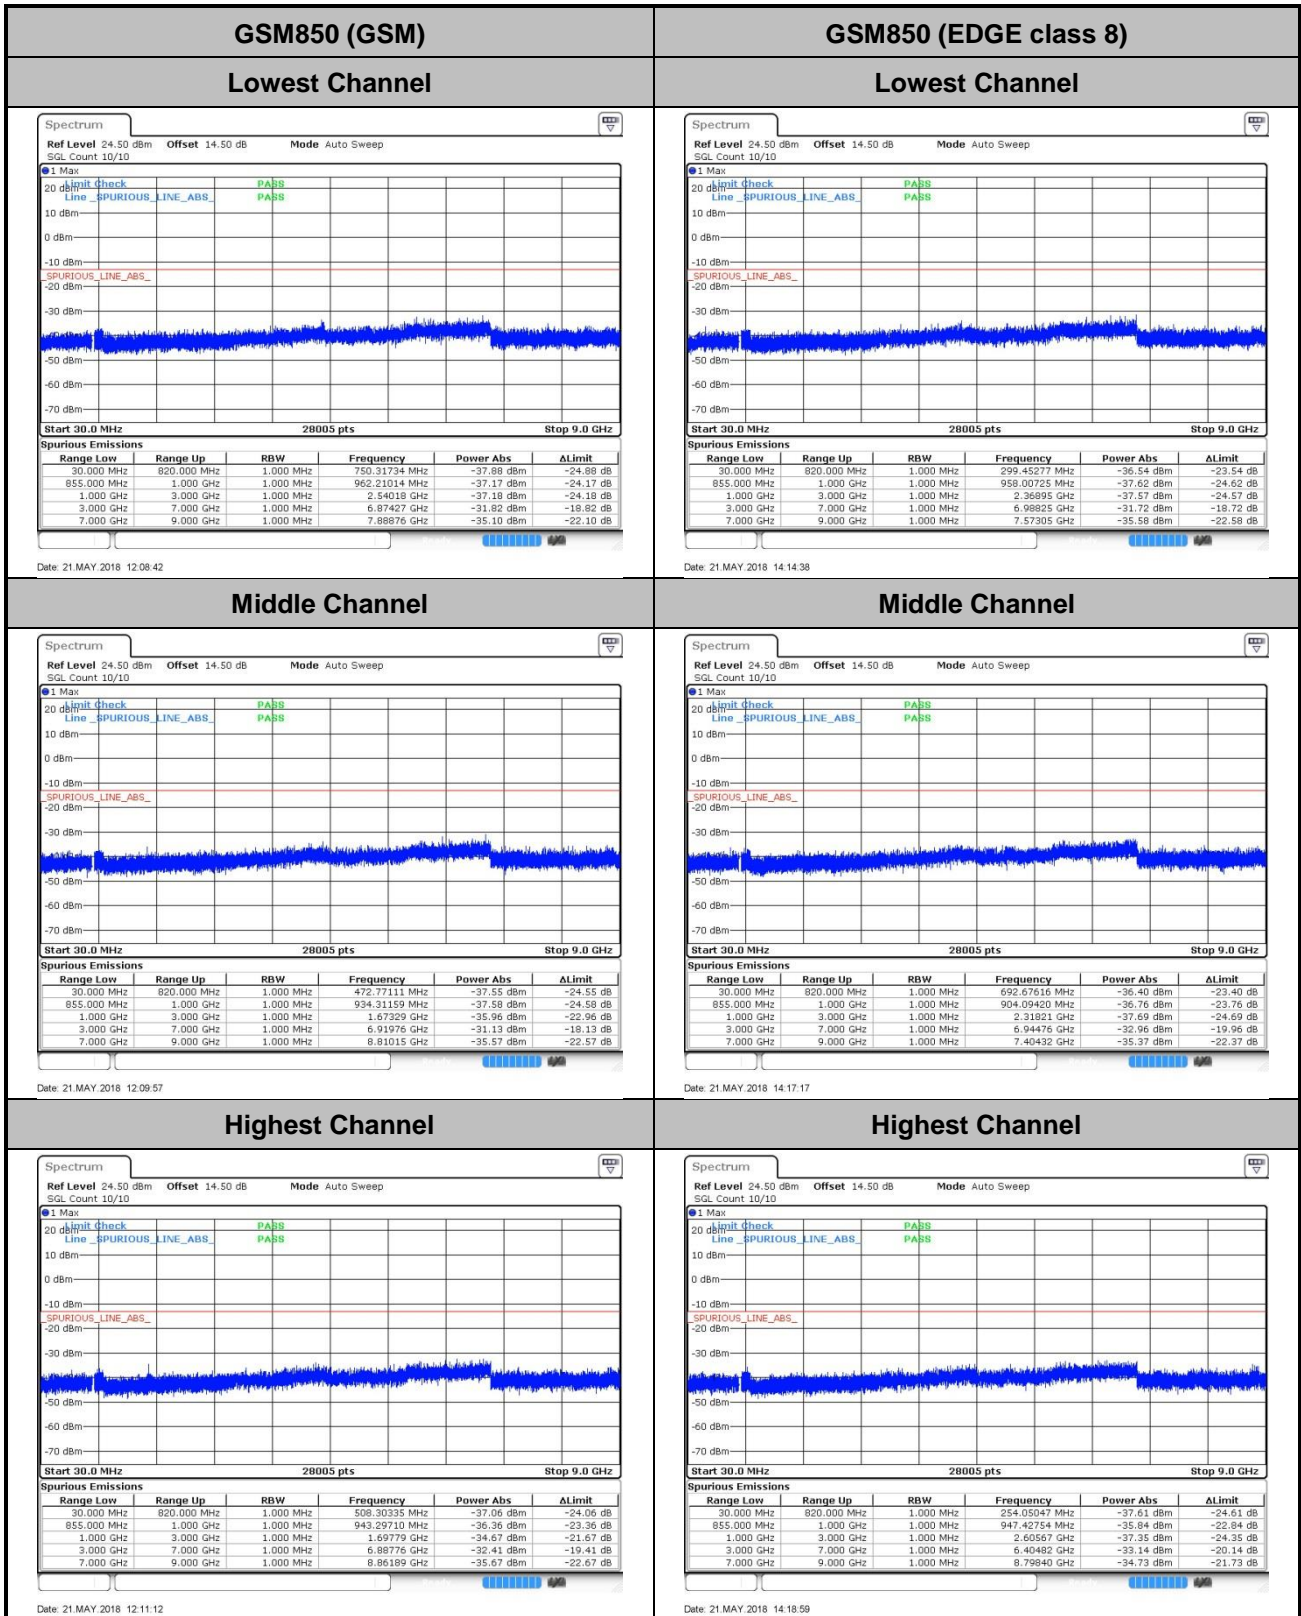 GSM850 (GSM)
GSM850 (EDGE class 8)
Lowest Channel
Lowest Channel
Spectrum
Ref Level 24.50 dBm Offset 14.50 dB Mode Auto Sweep
SGL Count 10/10
1 Max
Limit Check PASS
20 dBm
Line _SPURIOUS_LINE_ABS_ PASS
10 dBm
0 dBm
-10 dBm
_SPURIOUS_LINE_ABS_
-20 dBm
-30 dBm
-50 dBm
-60 dBm
-70 dBm
Start 30.0 MHz 28005 pts Stop 9.0 GHz
Spurious Emissions
Range Low Range Up RBW Frequency Power Abs ΔLimit
30.000 MHz 820.000 MHz 1.000 MHz 750.31734 MHz -37.88 dBm -24.88 dB
855.000 MHz 1.000 GHz 1.000 MHz 962.21014 MHz -37.17 dBm -24.17 dB
1.000 GHz 3.000 GHz 1.000 MHz 2.54018 GHz -37.18 dBm -24.18 dB
3.000 GHz 7.000 GHz 1.000 MHz 6.87427 GHz -31.82 dBm -18.82 dB
7.000 GHz 9.000 GHz 1.000 MHz 7.88876 GHz -35.10 dBm -22.10 dB
Date: 21.MAY.2018 12:08:42
Spectrum
Ref Level 24.50 dBm Offset 14.50 dB Mode Auto Sweep
SGL Count 10/10
1 Max
Limit Check PASS
20 dBm
Line _SPURIOUS_LINE_ABS_ PASS
10 dBm
0 dBm
-10 dBm
_SPURIOUS_LINE_ABS_
-20 dBm
-30 dBm
-50 dBm
-60 dBm
-70 dBm
Start 30.0 MHz 28005 pts Stop 9.0 GHz
Spurious Emissions
Range Low Range Up RBW Frequency Power Abs ΔLimit
30.000 MHz 820.000 MHz 1.000 MHz 299.45277 MHz -36.54 dBm -23.54 dB
855.000 MHz 1.000 GHz 1.000 MHz 958.00725 MHz -37.62 dBm -24.62 dB
1.000 GHz 3.000 GHz 1.000 MHz 2.36895 GHz -37.57 dBm -24.57 dB
3.000 GHz 7.000 GHz 1.000 MHz 6.98825 GHz -31.72 dBm -18.72 dB
7.000 GHz 9.000 GHz 1.000 MHz 7.57305 GHz -35.58 dBm -22.58 dB
Date: 21.MAY.2018 14:14:38
Middle Channel
Middle Channel
Spectrum
Ref Level 24.50 dBm Offset 14.50 dB Mode Auto Sweep
SGL Count 10/10
1 Max
Limit Check PASS
20 dBm
Line _SPURIOUS_LINE_ABS_ PASS
10 dBm
0 dBm
-10 dBm
_SPURIOUS_LINE_ABS_
-20 dBm
-30 dBm
-50 dBm
-60 dBm
-70 dBm
Start 30.0 MHz 28005 pts Stop 9.0 GHz
Spurious Emissions
Range Low Range Up RBW Frequency Power Abs ΔLimit
30.000 MHz 820.000 MHz 1.000 MHz 472.77111 MHz -37.55 dBm -24.55 dB
855.000 MHz 1.000 GHz 1.000 MHz 934.31159 MHz -37.58 dBm -24.58 dB
1.000 GHz 3.000 GHz 1.000 MHz 1.67329 GHz -35.96 dBm -22.96 dB
3.000 GHz 7.000 GHz 1.000 MHz 6.91976 GHz -31.13 dBm -18.13 dB
7.000 GHz 9.000 GHz 1.000 MHz 8.81015 GHz -35.57 dBm -22.57 dB
Date: 21.MAY.2018 12:09:57
Spectrum
Ref Level 24.50 dBm Offset 14.50 dB Mode Auto Sweep
SGL Count 10/10
1 Max
Limit Check PASS
20 dBm
Line _SPURIOUS_LINE_ABS_ PASS
10 dBm
0 dBm
-10 dBm
_SPURIOUS_LINE_ABS_
-20 dBm
-30 dBm
-50 dBm
-60 dBm
-70 dBm
Start 30.0 MHz 28005 pts Stop 9.0 GHz
Spurious Emissions
Range Low Range Up RBW Frequency Power Abs ΔLimit
30.000 MHz 820.000 MHz 1.000 MHz 692.67616 MHz -36.40 dBm -23.40 dB
855.000 MHz 1.000 GHz 1.000 MHz 904.09420 MHz -36.76 dBm -23.76 dB
1.000 GHz 3.000 GHz 1.000 MHz 2.31821 GHz -37.69 dBm -24.69 dB
3.000 GHz 7.000 GHz 1.000 MHz 6.94476 GHz -32.96 dBm -19.96 dB
7.000 GHz 9.000 GHz 1.000 MHz 7.40432 GHz -35.37 dBm -22.37 dB
Date: 21.MAY.2018 14:17:17
Highest Channel
Highest Channel
Spectrum
Ref Level 24.50 dBm Offset 14.50 dB Mode Auto Sweep
SGL Count 10/10
1 Max
Limit Check PASS
20 dBm
Line _SPURIOUS_LINE_ABS_ PASS
10 dBm
0 dBm
-10 dBm
_SPURIOUS_LINE_ABS_
-20 dBm
-30 dBm
-50 dBm
-60 dBm
-70 dBm
Start 30.0 MHz 28005 pts Stop 9.0 GHz
Spurious Emissions
Range Low Range Up RBW Frequency Power Abs ΔLimit
30.000 MHz 820.000 MHz 1.000 MHz 508.30335 MHz -37.06 dBm -24.06 dB
855.000 MHz 1.000 GHz 1.000 MHz 943.29710 MHz -36.36 dBm -23.36 dB
1.000 GHz 3.000 GHz 1.000 MHz 1.69779 GHz -34.67 dBm -21.67 dB
3.000 GHz 7.000 GHz 1.000 MHz 6.88776 GHz -32.41 dBm -19.41 dB
7.000 GHz 9.000 GHz 1.000 MHz 8.86189 GHz -35.67 dBm -22.67 dB
Date: 21.MAY.2018 12:11:12
Spectrum
Ref Level 24.50 dBm Offset 14.50 dB Mode Auto Sweep
SGL Count 10/10
1 Max
Limit Check PASS
20 dBm
Line _SPURIOUS_LINE_ABS_ PASS
10 dBm
0 dBm
-10 dBm
_SPURIOUS_LINE_ABS_
-20 dBm
-30 dBm
-50 dBm
-60 dBm
-70 dBm
Start 30.0 MHz 28005 pts Stop 9.0 GHz
Spurious Emissions
Range Low Range Up RBW Frequency Power Abs ΔLimit
30.000 MHz 820.000 MHz 1.000 MHz 254.05047 MHz -37.61 dBm -24.61 dB
855.000 MHz 1.000 GHz 1.000 MHz 947.42754 MHz -35.84 dBm -22.84 dB
1.000 GHz 3.000 GHz 1.000 MHz 2.60567 GHz -37.35 dBm -24.35 dB
3.000 GHz 7.000 GHz 1.000 MHz 6.40482 GHz -33.14 dBm -20.14 dB
7.000 GHz 9.000 GHz 1.000 MHz 8.79840 GHz -34.73 dBm -21.73 dB
Date: 21.MAY.2018 14:18:59